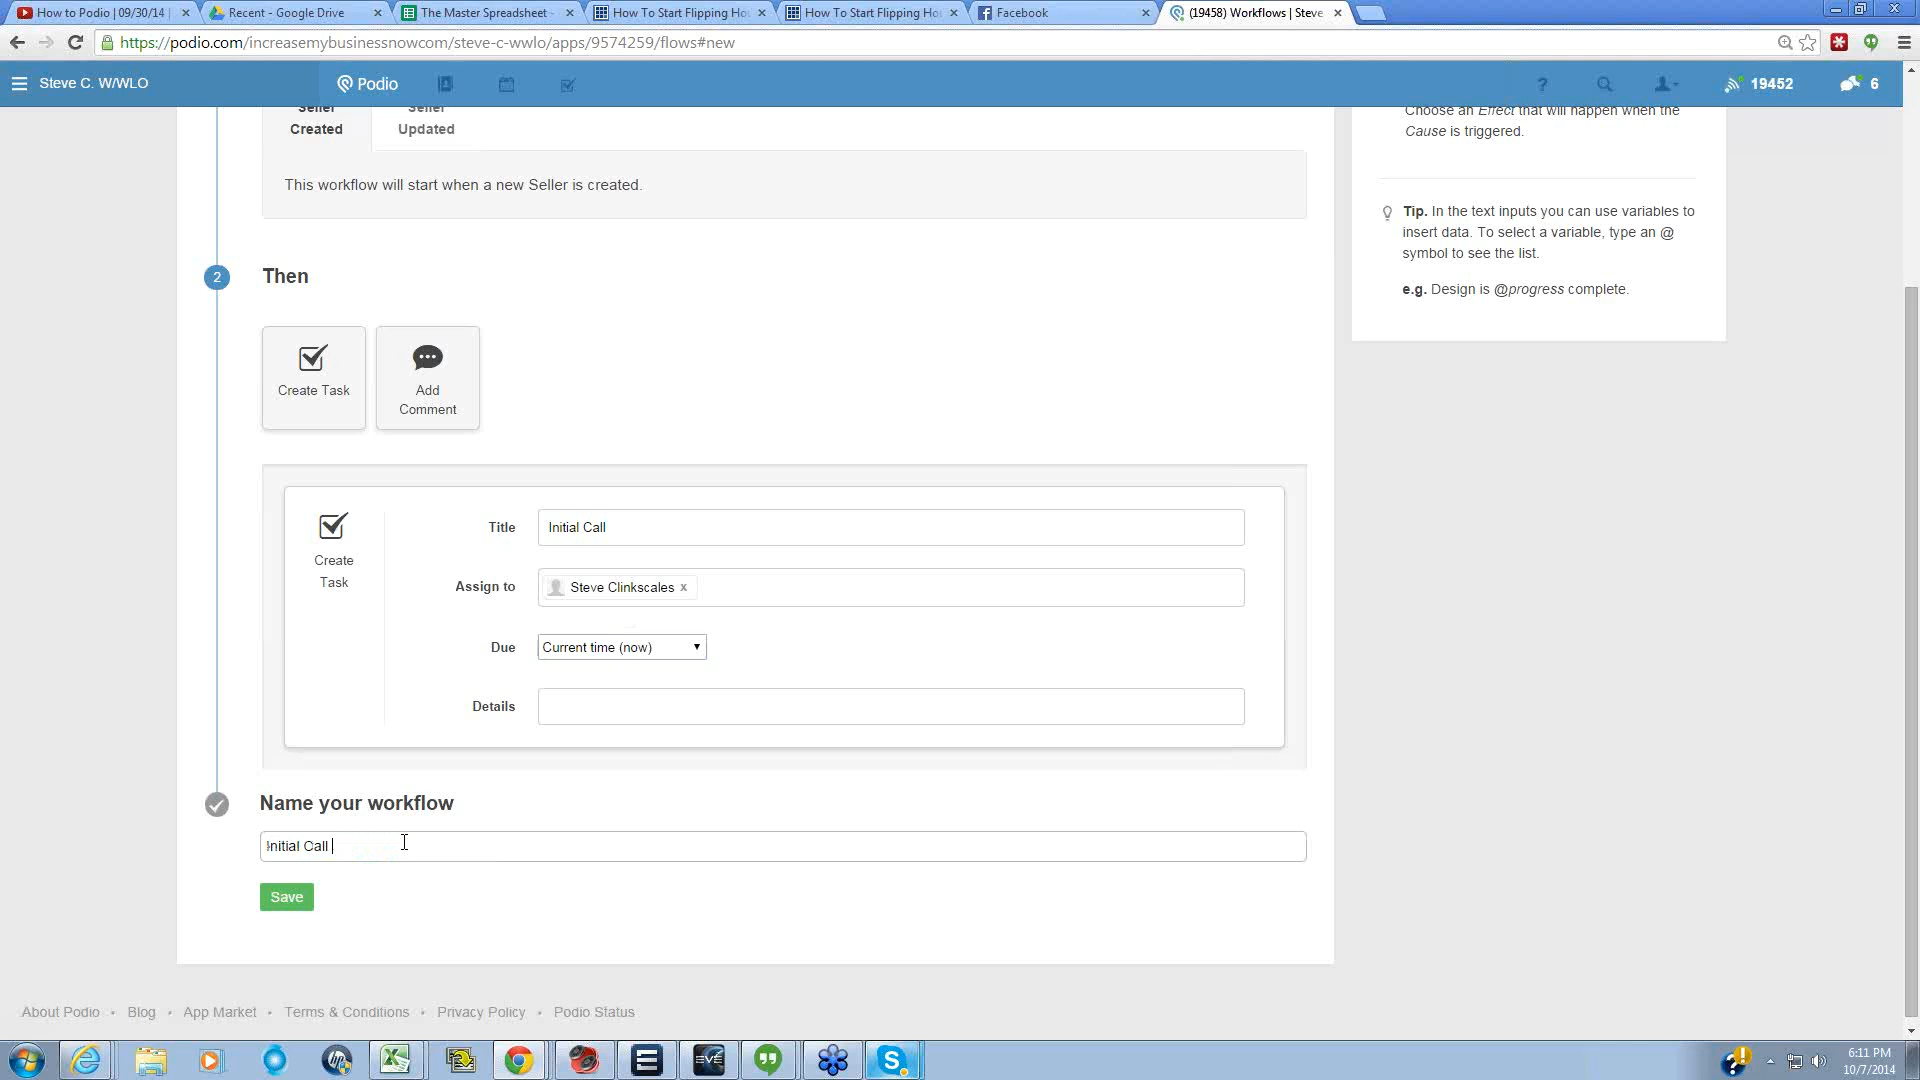 How to Podio | 09/30/14 |
Recent - Google Drive
The Master Spreadsheet -
How To Start Flipping Hou
How To Start Flipping Hou
Facebook
(19458) Workflows | Steve
https://podio.com/increasemybusinessnowcom/steve-c-wwlo/apps/9574259/flows#new
Steve C. W/WLO
Podio
?
19452
6
Seller
Created
Seller
Updated
This workflow will start when a new Seller is created.
Choose an Effect that will happen when the
Cause is triggered.
Tip. In the text inputs you can use variables to
insert data. To select a variable, type an @
symbol to see the list.
e.g. Design is @progress complete.
2
Then
Create Task
Add
Comment
Create
Task
Title
Initial Call
Assign to
Steve Clinkscales x
Due
Current time (now)
Details
Name your workflow
Initial Call
Save
About Podio • Blog • App Market • Terms & Conditions • Privacy Policy • Podio Status
6:11 PM
10/7/2014